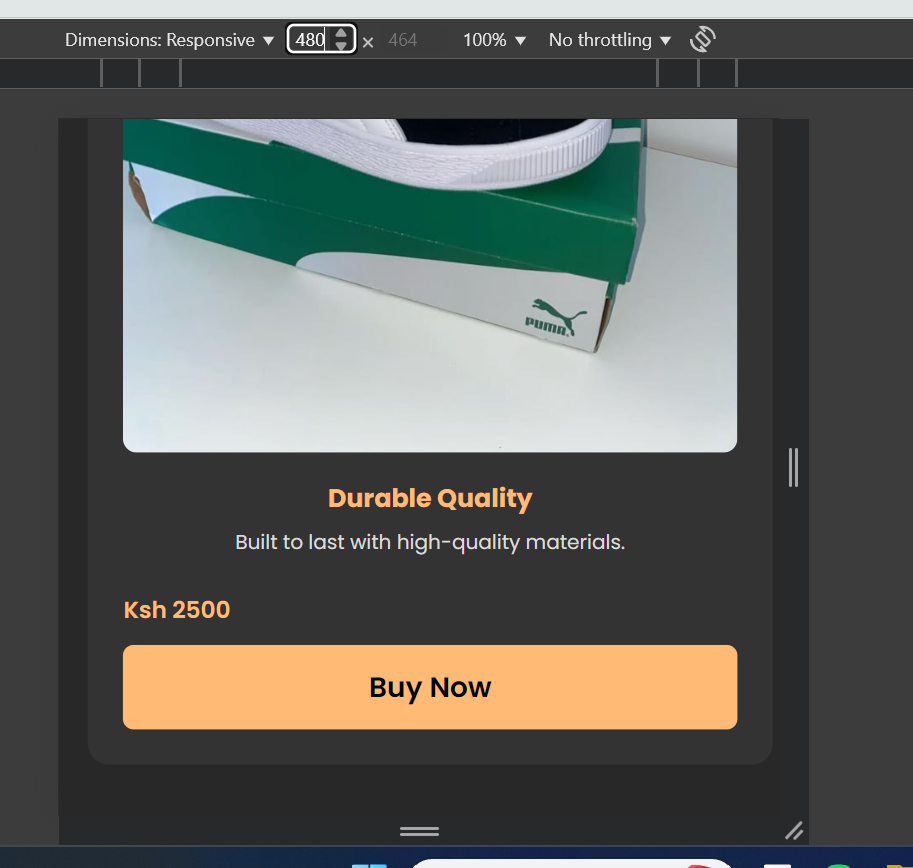 Dimensions: Responsive ▼ 480 × 464 100% ▼ No throttling ▼
PUMA
Durable Quality
Built to last with high-quality materials.
Ksh 2500
Buy Now